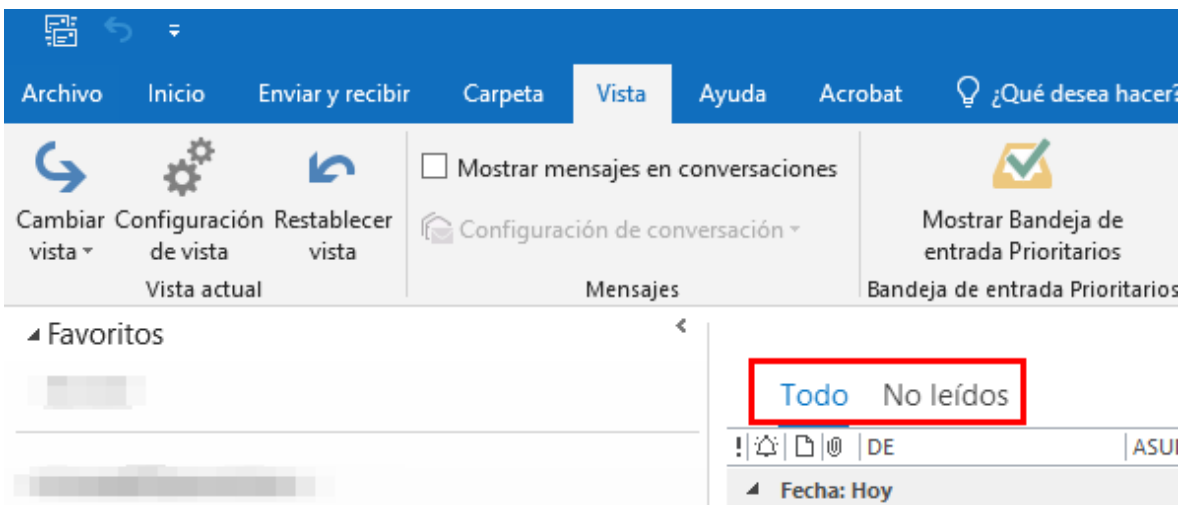 Archivo Inicio Enviar y recibir Carpeta Vista Ayuda Acrobat ¿Qué desea hacer?
Mostrar mensajes en conversaciones
Cambiar vista Configuración de vista Restablecer vista
Configuración de conversación
Mostrar Bandeja de entrada Prioritarios
Vista actual Mensajes Bandeja de entrada Prioritarios
Favoritos
Todo No leídos
! DE ASU
Fecha: Hoy